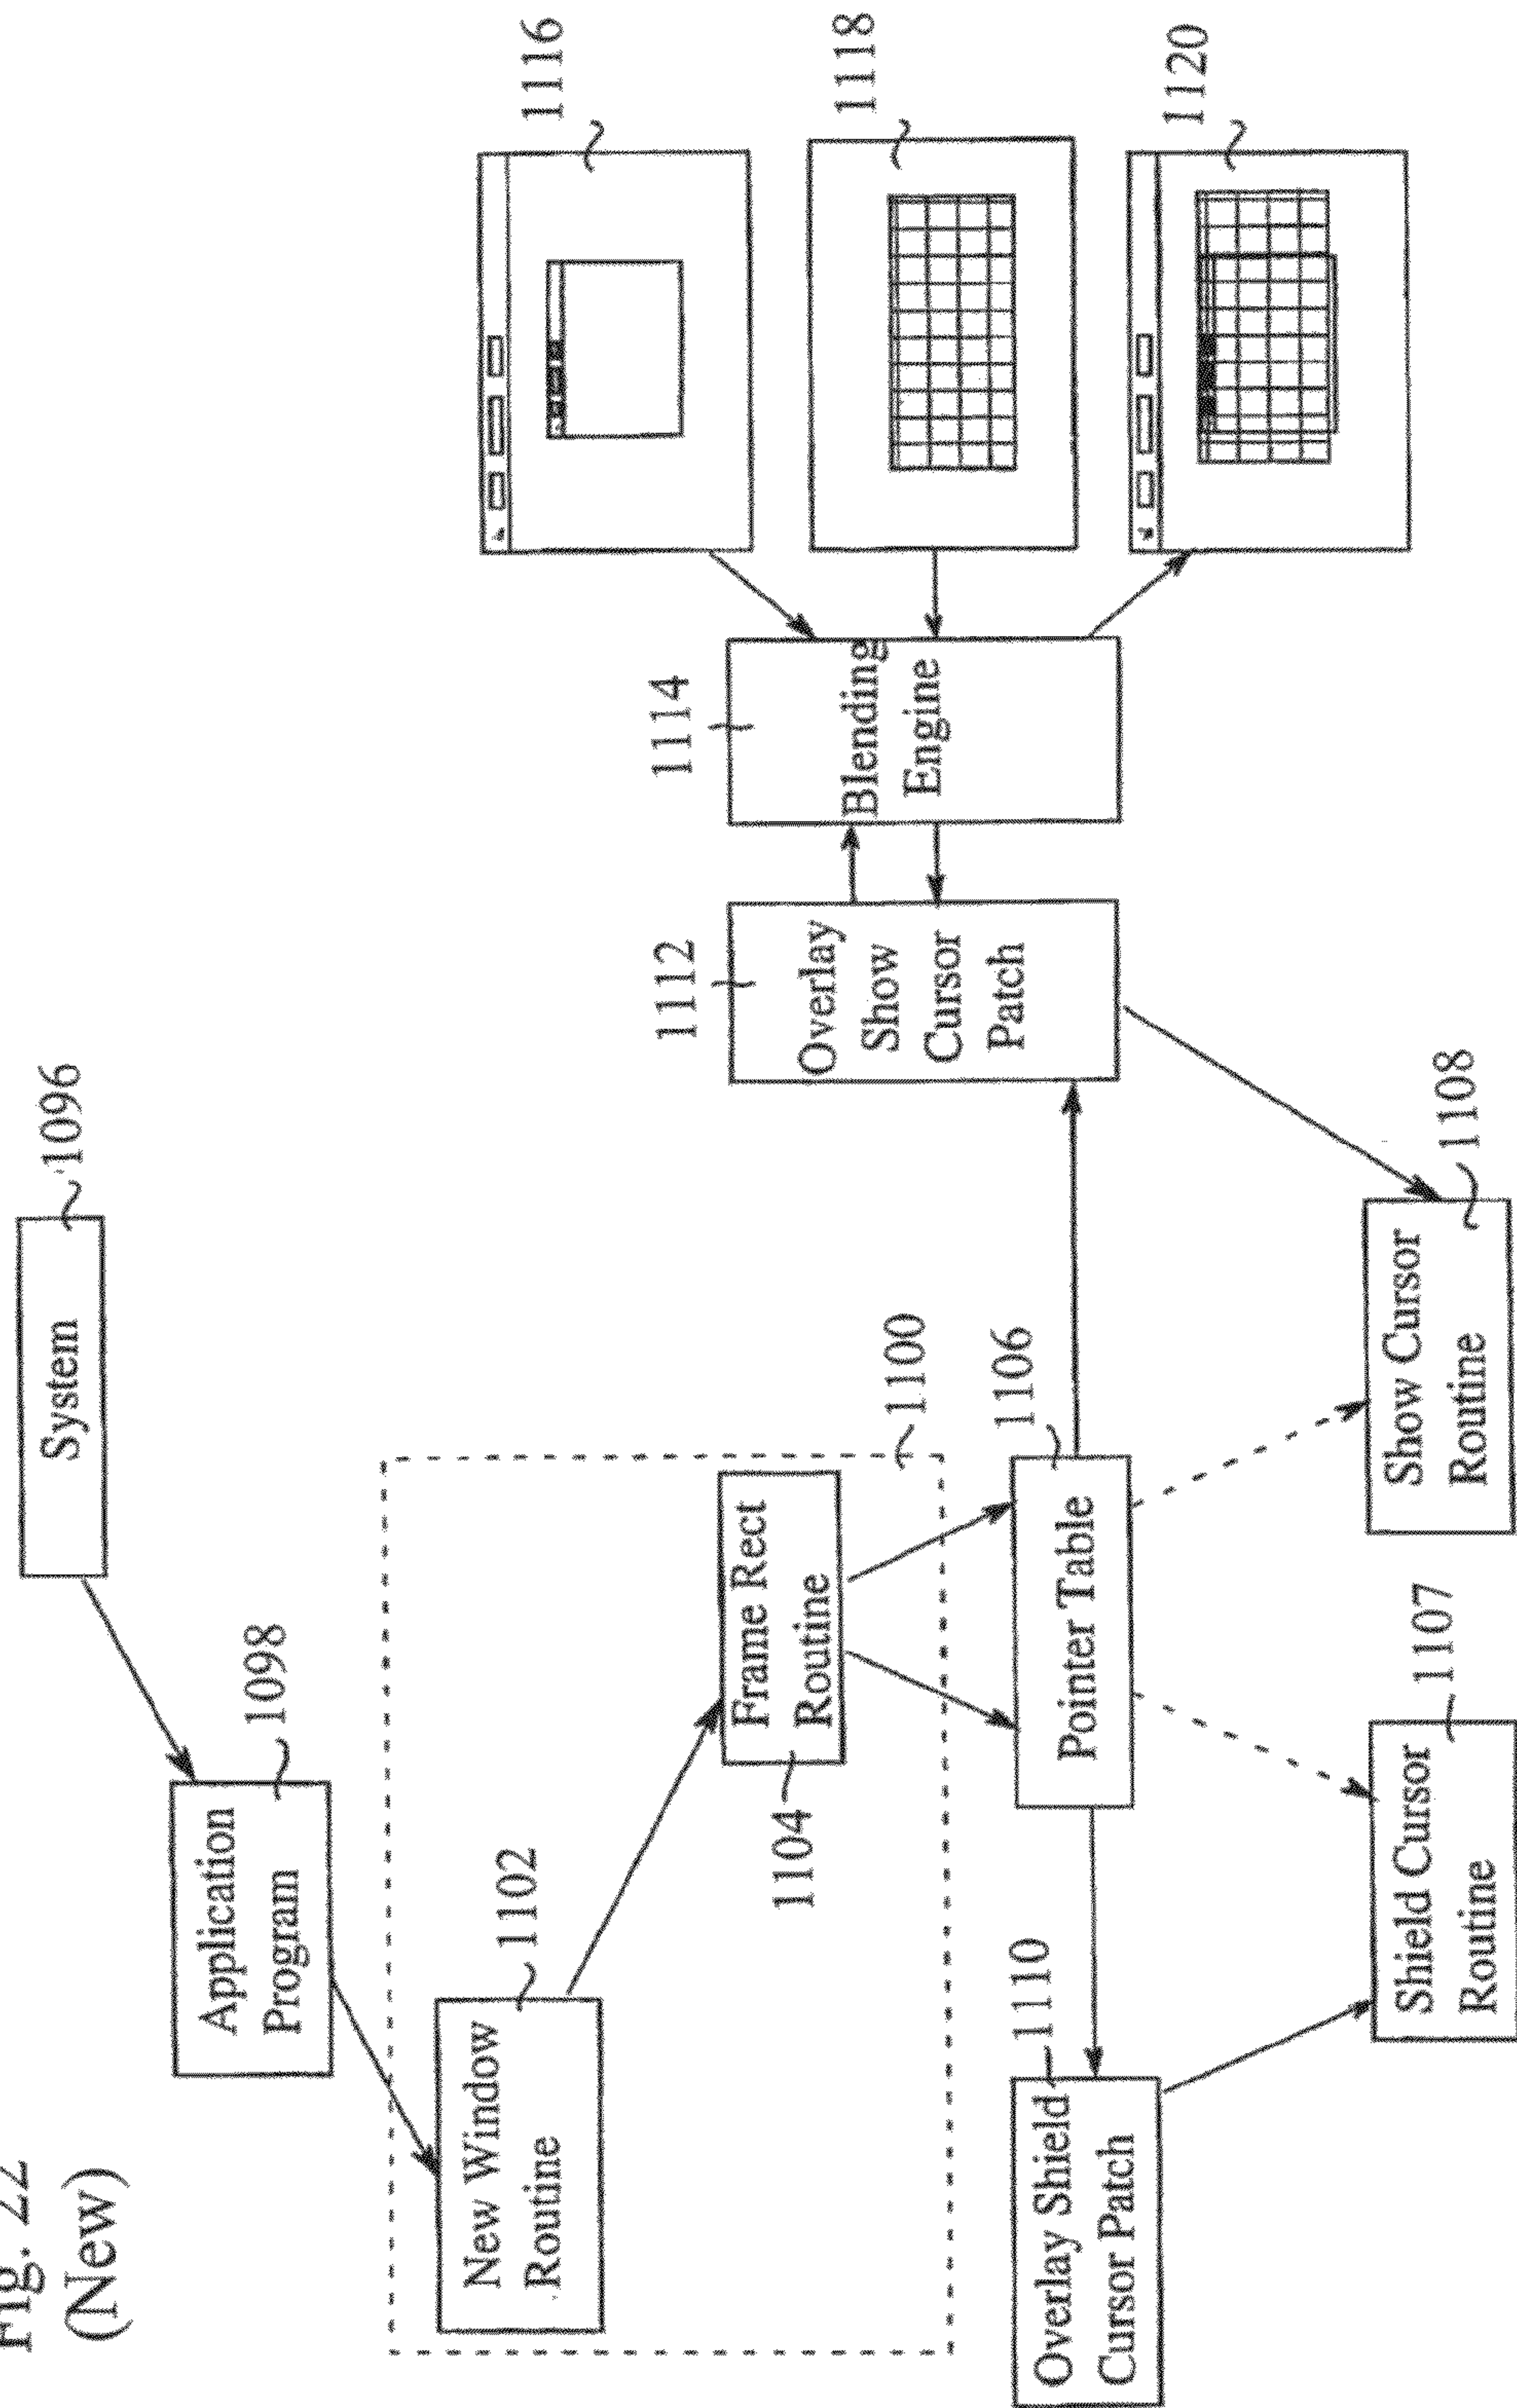 Fig. 22
(New)
System
1096
Application
Program
1098
1100
New Window
Routine
1102
Frame Rect
Routine
1104
Pointer Table
1106
Overlay Shield
Cursor Patch
1110
Shield Cursor
Routine
1107
Show Cursor
Routine
1108
Overlay
Show
Cursor
Patch
1112
Blending
Engine
1114
1116
1118
1120